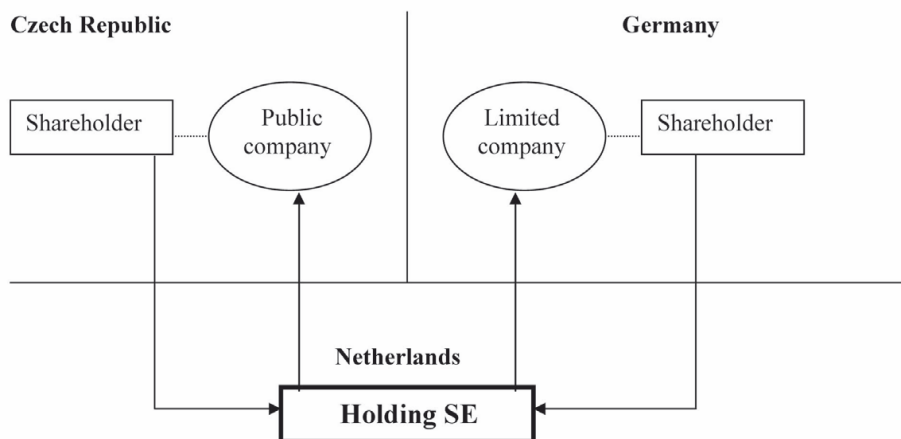 Czech Republic
Germany
Shareholder
Public
company
Limited
company
Shareholder
Netherlands
Holding SE